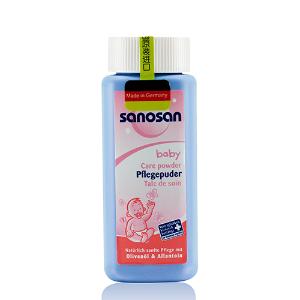 Made in Germany
sanosan
baby
Care powder
Pflegepuder
Talc de soin
Natürlich sanfte Pflege mit
Olivenöl & Allantoin